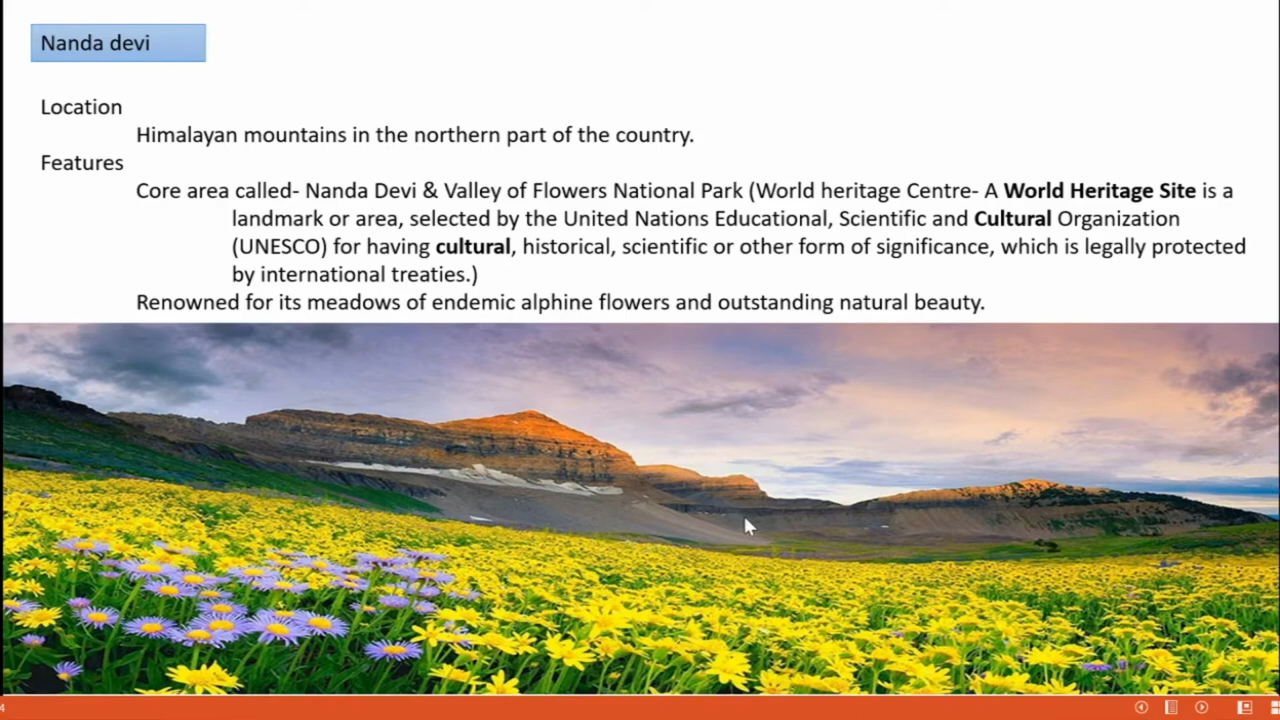 Nanda devi
Location
Himalayan mountains in the northern part of the country.
Features
Core area called- Nanda Devi & Valley of Flowers National Park (World heritage Centre- A World Heritage Site is a
landmark or area, selected by the United Nations Educational, Scientific and Cultural Organization
(UNESCO) for having cultural, historical, scientific or other form of significance, which is legally protected
by international treaties.)
Renowned for its meadows of endemic alphine flowers and outstanding natural beauty.
4